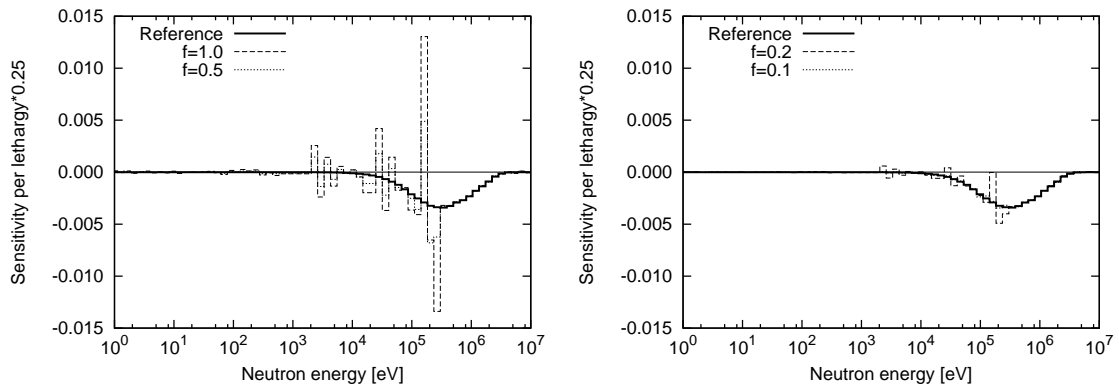 Reference
f=1.0
f=0.5
0.015
0.010
0.005
0.000
-0.005
-0.010
-0.015
Sensitivity per lethargy*0.25
10^0 10^1 10^2 10^3 10^4 10^5 10^6 10^7
Neutron energy [eV]
Reference
f=0.2
f=0.1
0.015
0.010
0.005
0.000
-0.005
-0.010
-0.015
Sensitivity per lethargy*0.25
10^0 10^1 10^2 10^3 10^4 10^5 10^6 10^7
Neutron energy [eV]